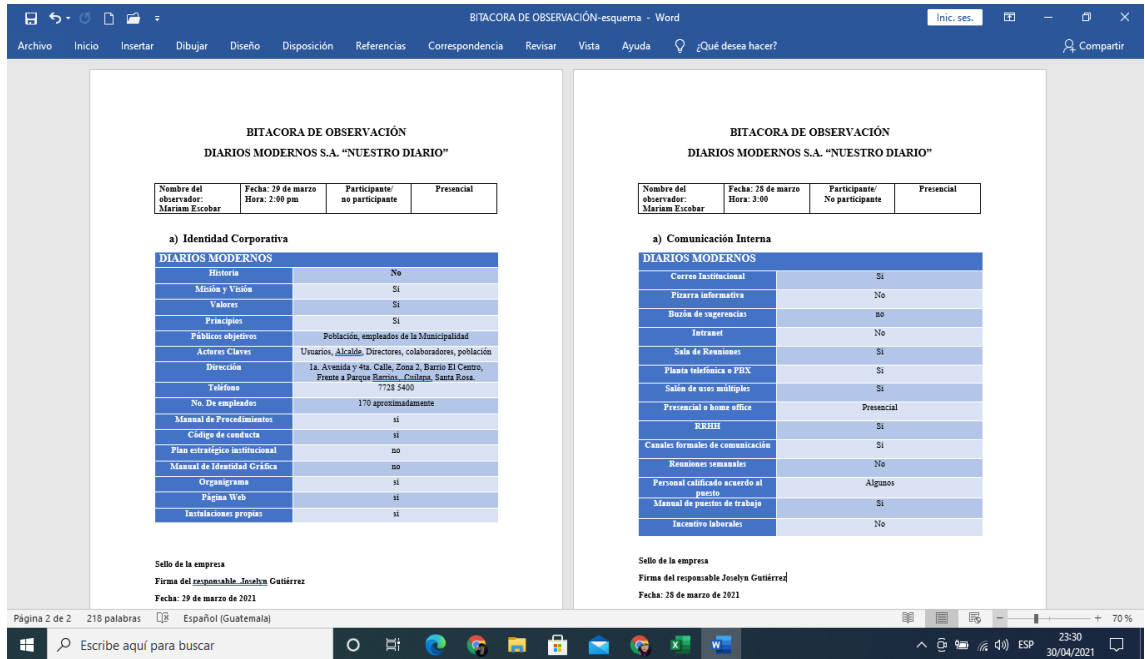 BITACORA DE OBSERVACIÓN-esquema - Word
Inic. ses.
Archivo Inicio Insertar Dibujar Diseño Disposición Referencias Correspondencia Revisar Vista Ayuda ¿Qué desea hacer? Compartir
BITACORA DE OBSERVACIÓN
DIARIOS MODERNOS S.A. “NUESTRO DIARIO”
Nombre del observador: Mariam Escobar
Fecha: 29 de marzo Hora: 2:00 pm
Participante/ no participante
Presencial
a) Identidad Corporativa
DIARIOS MODERNOS
Historia No
Misión y Visión Si
Valores Si
Principios Si
Públicos objetivos Población, empleados de la Municipalidad
Actores Claves Usuarios, Alcalde, Directores, colaboradores, población
Dirección 1a. Avenida y 4ta. Calle, Zona 2, Barrio El Centro,
Frente a Parque Barrios, Cuilapa, Santa Rosa.
Teléfono 7728 5400
No. De empleados 170 aproximadamente
Manual de Procedimientos si
Código de conducta si
Plan estratégico institucional no
Manual de Identidad Gráfica no
Organigrama si
Página Web si
Instalaciones propias si
Sello de la empresa
Firma del responsable Joselyn Gutiérrez
Fecha: 29 de marzo de 2021
BITACORA DE OBSERVACIÓN
DIARIOS MODERNOS S.A. “NUESTRO DIARIO”
Nombre del observador: Mariam Escobar
Fecha: 28 de marzo Hora: 3:00
Participante/ No participante
Presencial
a) Comunicación Interna
DIARIOS MODERNOS
Correo Institucional Si
Pizarra informativa No
Buzón de sugerencias no
Intranet No
Sala de Reuniones Si
Planta telefónica o PBX Si
Salón de usos múltiples Si
Presencial o home office Presencial
RRHH Si
Canales formales de comunicación Si
Reuniones semanales No
Personal calificado acuerdo al puesto Algunos
Manual de puestos de trabajo Si
Incentivo laborales No
Sello de la empresa
Firma del responsable Joselyn Gutiérrez
Fecha: 28 de marzo de 2021
Página 2 de 2 218 palabras Español (Guatemala) 70 %
Escribe aquí para buscar
ESP
23:30
30/04/2021